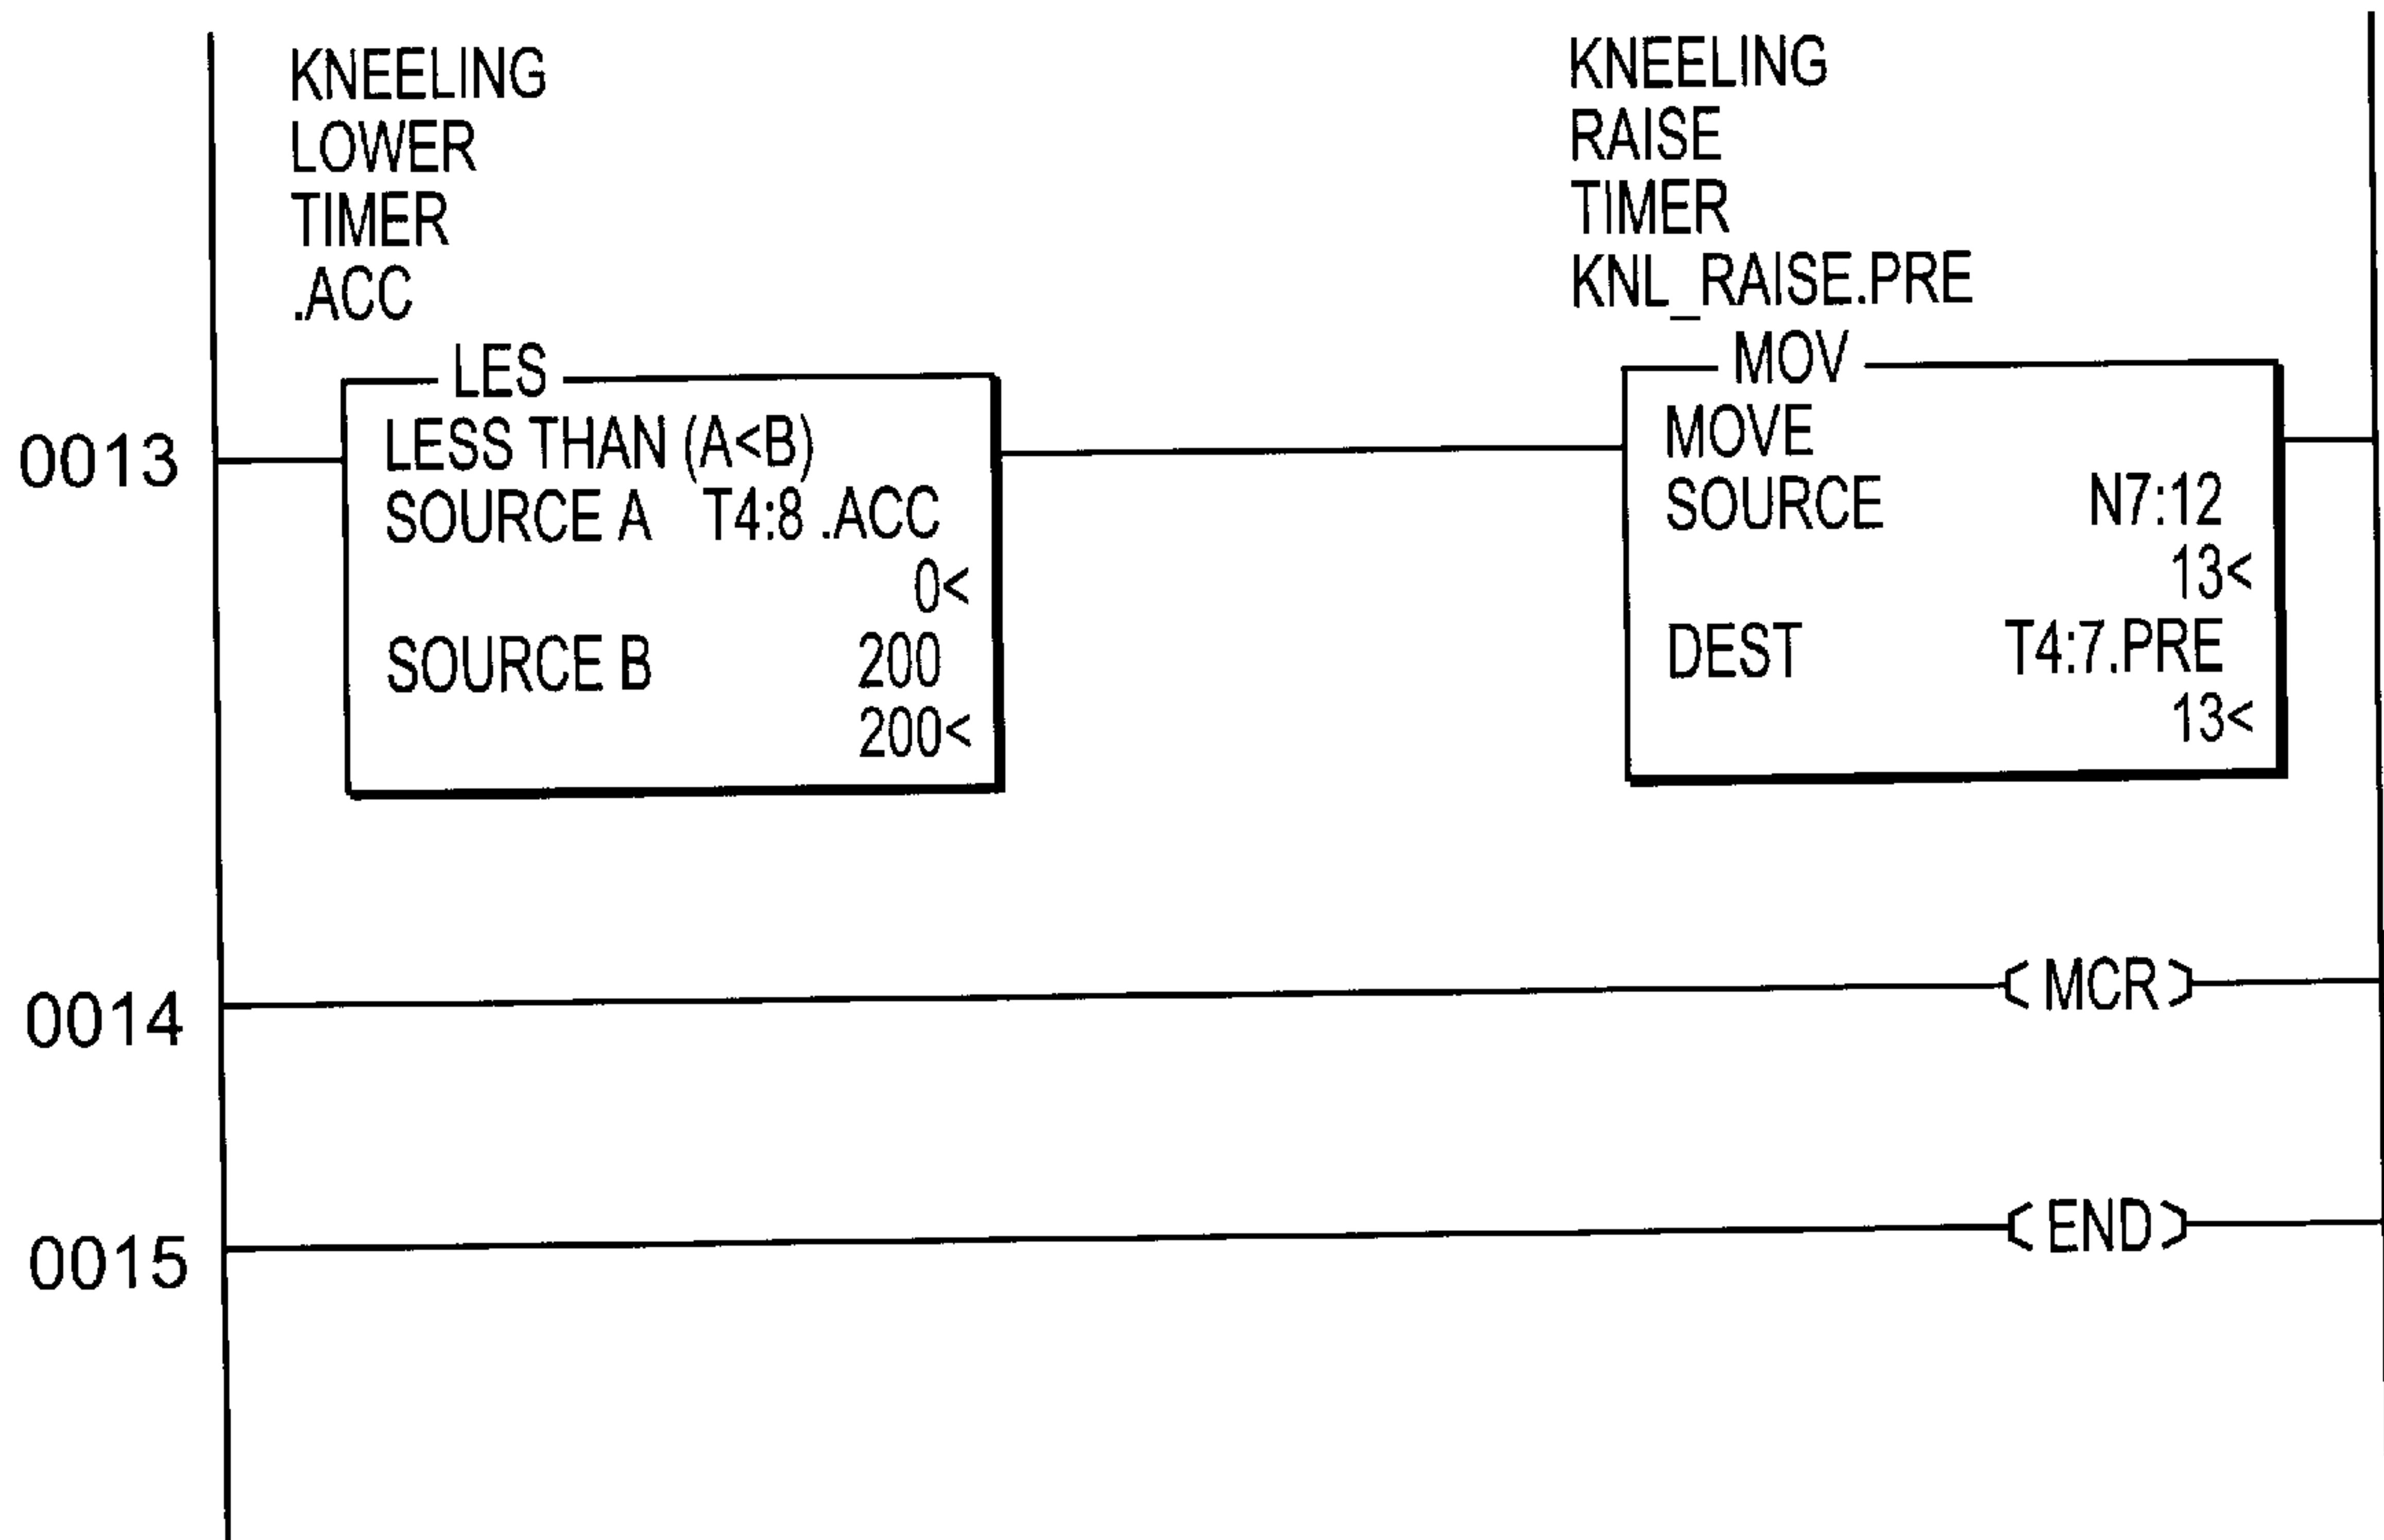 KNEELING
LOWER
TIMER
.ACC
KNEELING
RAISE
TIMER
KNL_RAISE.PRE
0013
LES
LESS THAN (A<B)
SOURCE A T4:8 .ACC
0<
SOURCE B 200
200<
MOV
MOVE
SOURCE N7:12
13<
DEST T4:7.PRE
13<
0014
MCR
0015
END